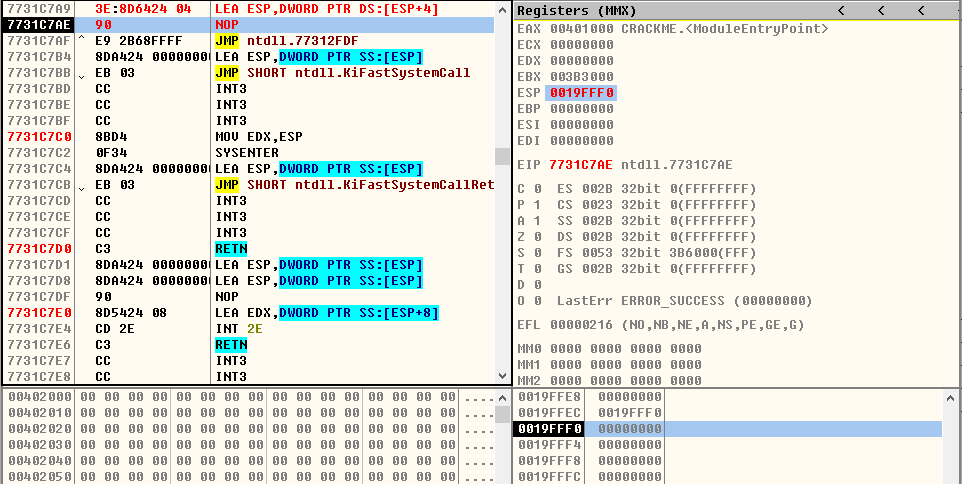 7731C7A9 3E:8D6424 04 LEA ESP,DWORD PTR DS:[ESP+4]
7731C7AE 90 NOP
7731C7AF ^ E9 2B68FFFF JMP ntdll.77312FDF
7731C7B4 8DA424 00000000 LEA ESP,DWORD PTR SS:[ESP]
7731C7BB ⌄ EB 03 JMP SHORT ntdll.KiFastSystemCall
7731C7BD CC INT3
7731C7BE CC INT3
7731C7BF CC INT3
7731C7C0 8BD4 MOV EDX,ESP
7731C7C2 0F34 SYSENTER
7731C7C4 8DA424 00000000 LEA ESP,DWORD PTR SS:[ESP]
7731C7CB ⌄ EB 03 JMP SHORT ntdll.KiFastSystemCallRet
7731C7CD CC INT3
7731C7CE CC INT3
7731C7CF CC INT3
7731C7D0 C3 RETN
7731C7D1 8DA424 00000000 LEA ESP,DWORD PTR SS:[ESP]
7731C7D8 8DA424 00000000 LEA ESP,DWORD PTR SS:[ESP]
7731C7DF 90 NOP
7731C7E0 8D5424 08 LEA EDX,DWORD PTR SS:[ESP+8]
7731C7E4 CD 2E INT 2E
7731C7E6 C3 RETN
7731C7E7 CC INT3
7731C7E8 CC INT3
Registers (MMX) < < <
EAX 00401000 CRACKME.<ModuleEntryPoint>
ECX 00000000
EDX 00000000
EBX 003B3000
ESP 0019FFF0
EBP 00000000
ESI 00000000
EDI 00000000
EIP 7731C7AE ntdll.7731C7AE
C 0 ES 002B 32bit 0(FFFFFFFF)
P 1 CS 0023 32bit 0(FFFFFFFF)
A 1 SS 002B 32bit 0(FFFFFFFF)
Z 0 DS 002B 32bit 0(FFFFFFFF)
S 0 FS 0053 32bit 3B6000(FFF)
T 0 GS 002B 32bit 0(FFFFFFFF)
D 0
O 0 LastErr ERROR_SUCCESS (00000000)
EFL 00000216 (NO,NB,NE,A,NS,PE,GE,G)
MM0 0000 0000 0000 0000
MM1 0000 0000 0000 0000
MM2 0000 0000 0000 0000
00402000 00 00 00 00 00 00 00 00 00 00 00 00 00 00 00 00 ....
00402010 00 00 00 00 00 00 00 00 00 00 00 00 00 00 00 00 ....
00402020 00 00 00 00 00 00 00 00 00 00 00 00 00 00 00 00 ....
00402030 00 00 00 00 00 00 00 00 00 00 00 00 00 00 00 00 ....
00402040 00 00 00 00 00 00 00 00 00 00 00 00 00 00 00 00 ....
00402050 00 00 00 00 00 00 00 00 00 00 00 00 00 00 00 00 ....
0019FFE8 00000000
0019FFEC 0019FFF0
0019FFF0 00000000
0019FFF4 00000000
0019FFF8 00000000
0019FFFC 00000000